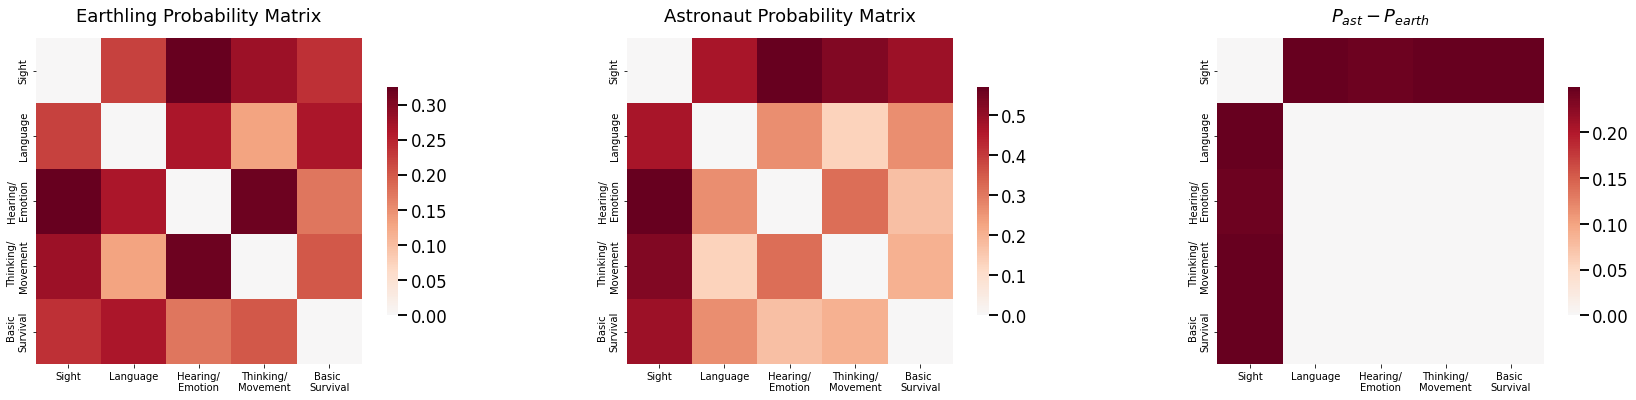 Earthling Probability Matrix
Sight
Language
Hearing/
Emotion
Thinking/
Movement
Basic
Survival
Sight
Language
Hearing/
Emotion
Thinking/
Movement
Basic
Survival
0.30
0.25
0.20
0.15
0.10
0.05
0.00
Astronaut Probability Matrix
Sight
Language
Hearing/
Emotion
Thinking/
Movement
Basic
Survival
Sight
Language
Hearing/
Emotion
Thinking/
Movement
Basic
Survival
0.5
0.4
0.3
0.2
0.1
0.0
P_ast − P_earth
Sight
Language
Hearing/
Emotion
Thinking/
Movement
Basic
Survival
Sight
Language
Hearing/
Emotion
Thinking/
Movement
Basic
Survival
0.20
0.15
0.10
0.05
0.00